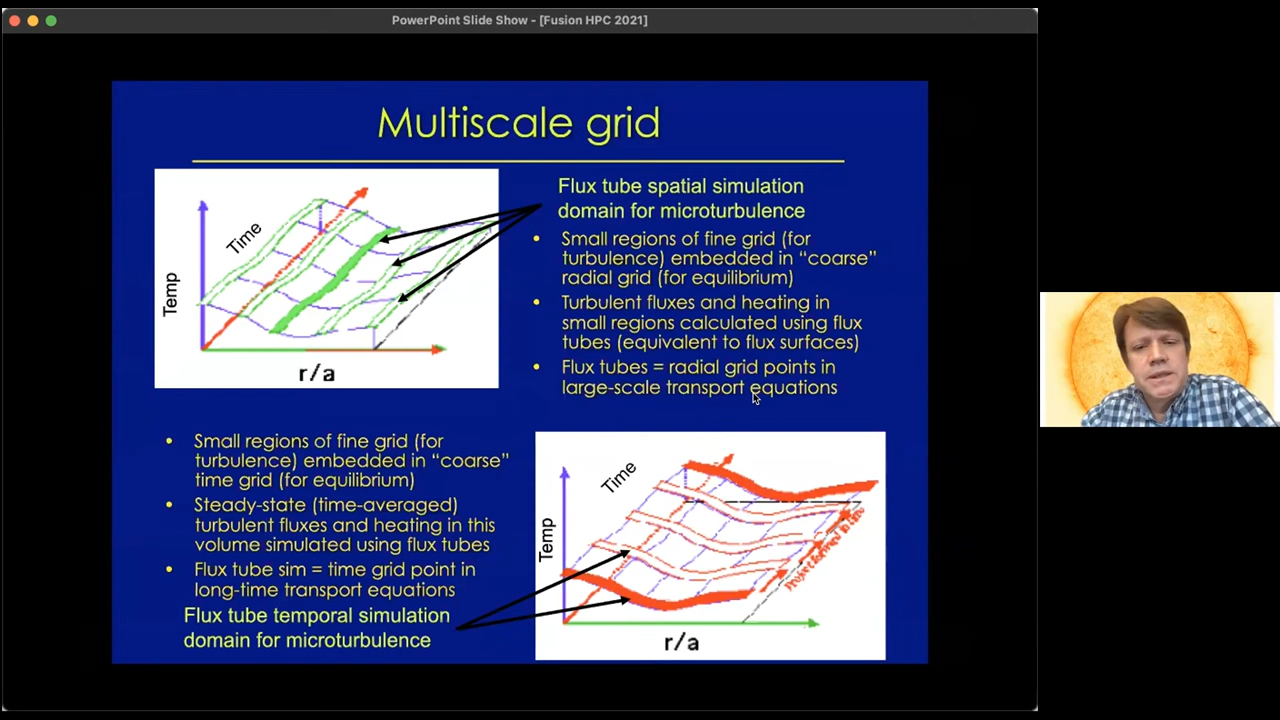 PowerPoint Slide Show - [Fusion HPC 2021]
Multiscale grid
Time
Temp
r/a
Flux tube spatial simulation
domain for microturbulence
• Small regions of fine grid (for
turbulence) embedded in “coarse”
radial grid (for equilibrium)
• Turbulent fluxes and heating in
small regions calculated using flux
tubes (equivalent to flux surfaces)
• Flux tubes = radial grid points in
large-scale transport equations
• Small regions of fine grid (for
turbulence) embedded in “coarse”
time grid (for equilibrium)
• Steady-state (time-averaged)
turbulent fluxes and heating in this
volume simulated using flux tubes
• Flux tube sim = time grid point in
long-time transport equations
Flux tube temporal simulation
domain for microturbulence
Time
Temp
r/a